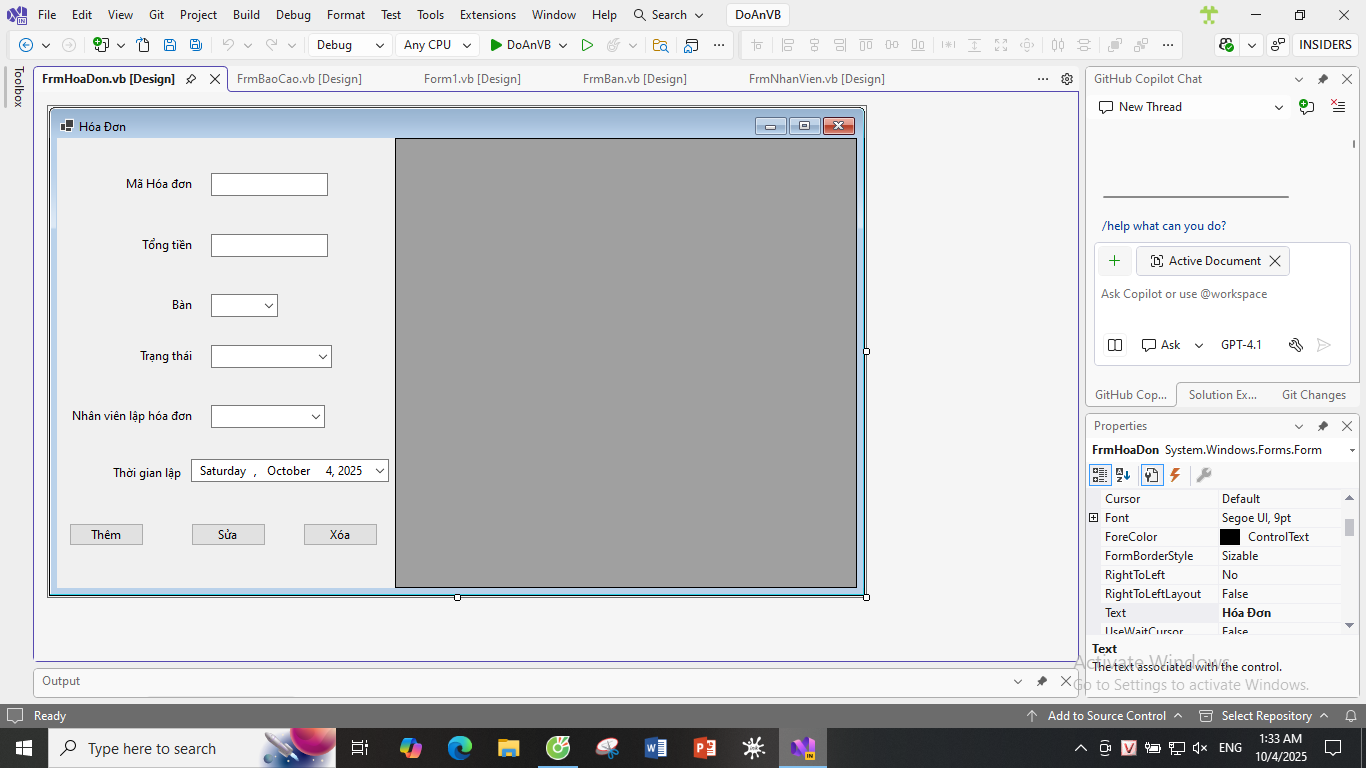 File Edit View Git Project Build Debug Format Test Tools Extensions Window Help Search DoAnVB
Debug Any CPU DoAnVB INSIDERS
Toolbox
FrmHoaDon.vb [Design] FrmBaoCao.vb [Design] Form1.vb [Design] FrmBan.vb [Design] FrmNhanVien.vb [Design]
Hóa Đơn
Mã Hóa đơn
Tổng tiền
Bàn
Trạng thái
Nhân viên lập hóa đơn
Thời gian lập Saturday , October 4, 2025
Thêm Sửa Xóa
GitHub Copilot Chat
New Thread
/help what can you do?
Active Document
Ask Copilot or use @workspace
Ask GPT-4.1
GitHub Cop... Solution Ex... Git Changes
Properties
FrmHoaDon System.Windows.Forms.Form
Cursor Default
Font Segoe UI, 9pt
ForeColor ControlText
FormBorderStyle Sizable
RightToLeft No
RightToLeftLayout False
Text Hóa Đơn
UseWaitCursor False
Text
The text associated with the control.
Activate Windows
Go to Settings to activate Windows.
Output
Ready Add to Source Control Select Repository
Type here to search
ENG
1:33 AM
10/4/2025